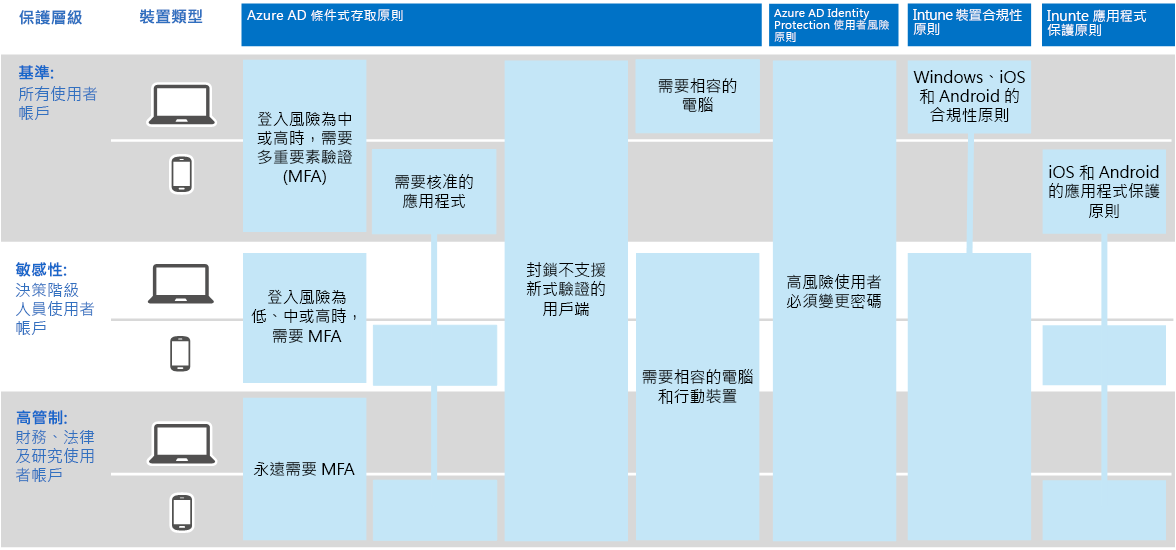 保護層級
裝置類型
Azure AD 條件式存取原則
Azure AD Identity
Protection 使用者風險
原則
Intune 裝置合規性
原則
Inunte 應用程式
保護原則
基準:
所有使用者
帳戶
登入風險為中
或高時，需要
多重要素驗證
(MFA)
需要核准的
應用程式
封鎖不支援
新式驗證的
用戶端
需要相容的
電腦
高風險使用者
必須變更密碼
Windows、iOS
和 Android 的
合規性原則
iOS 和 Android
的應用程式保護
原則
敏感性:
決策階級
人員使用者
帳戶
登入風險為
低、中或高時，
需要 MFA
需要相容的電腦
和行動裝置
高管制:
財務、法律
及研究使用
者帳戶
永遠需要 MFA